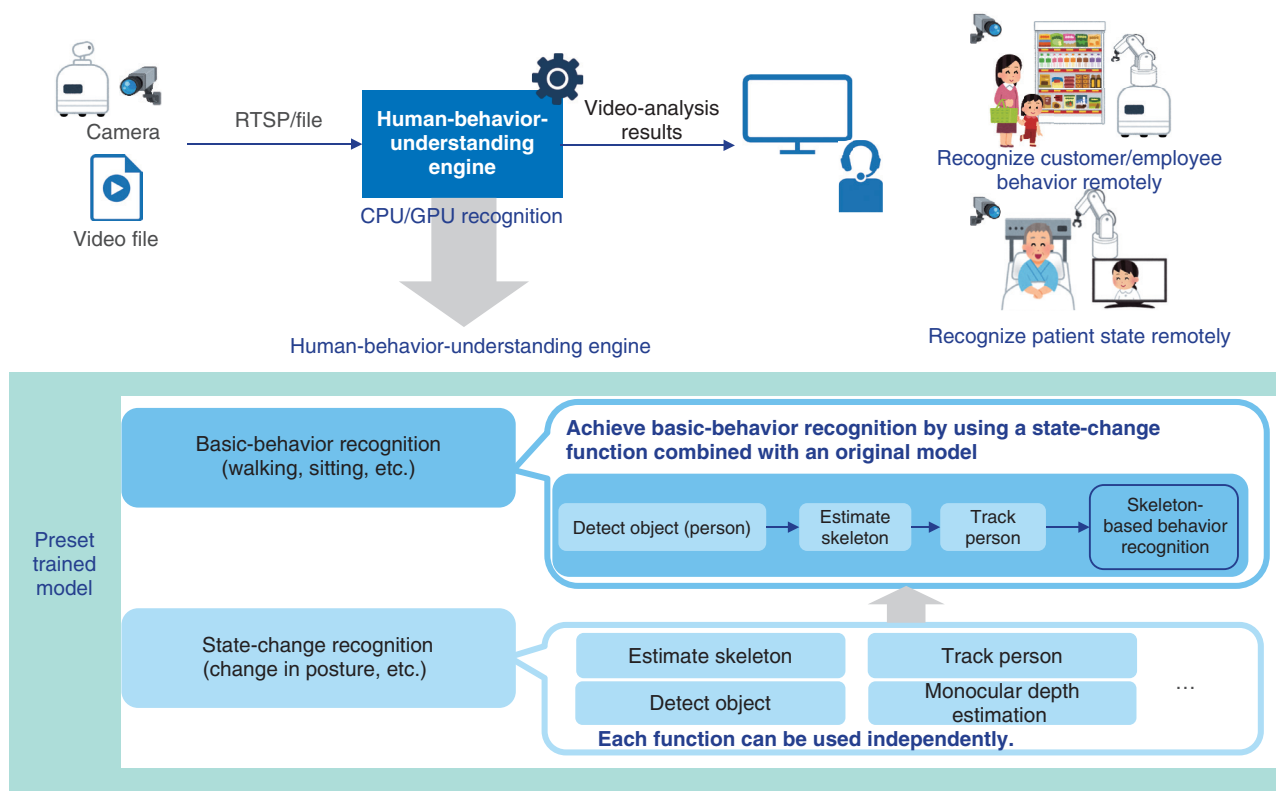 Camera
Video file
RTSP/file
Human-behavior-
understanding
engine
CPU/GPU recognition
Video-analysis
results
Recognize customer/employee
behavior remotely
Recognize patient state remotely
Human-behavior-understanding engine
Preset
trained
model
Basic-behavior recognition
(walking, sitting, etc.)
Achieve basic-behavior recognition by using a state-change
function combined with an original model
Detect object (person)
Estimate
skeleton
Track
person
Skeleton-
based behavior
recognition
State-change recognition
(change in posture, etc.)
Estimate skeleton
Track person
Detect object
Monocular depth
estimation
…
Each function can be used independently.